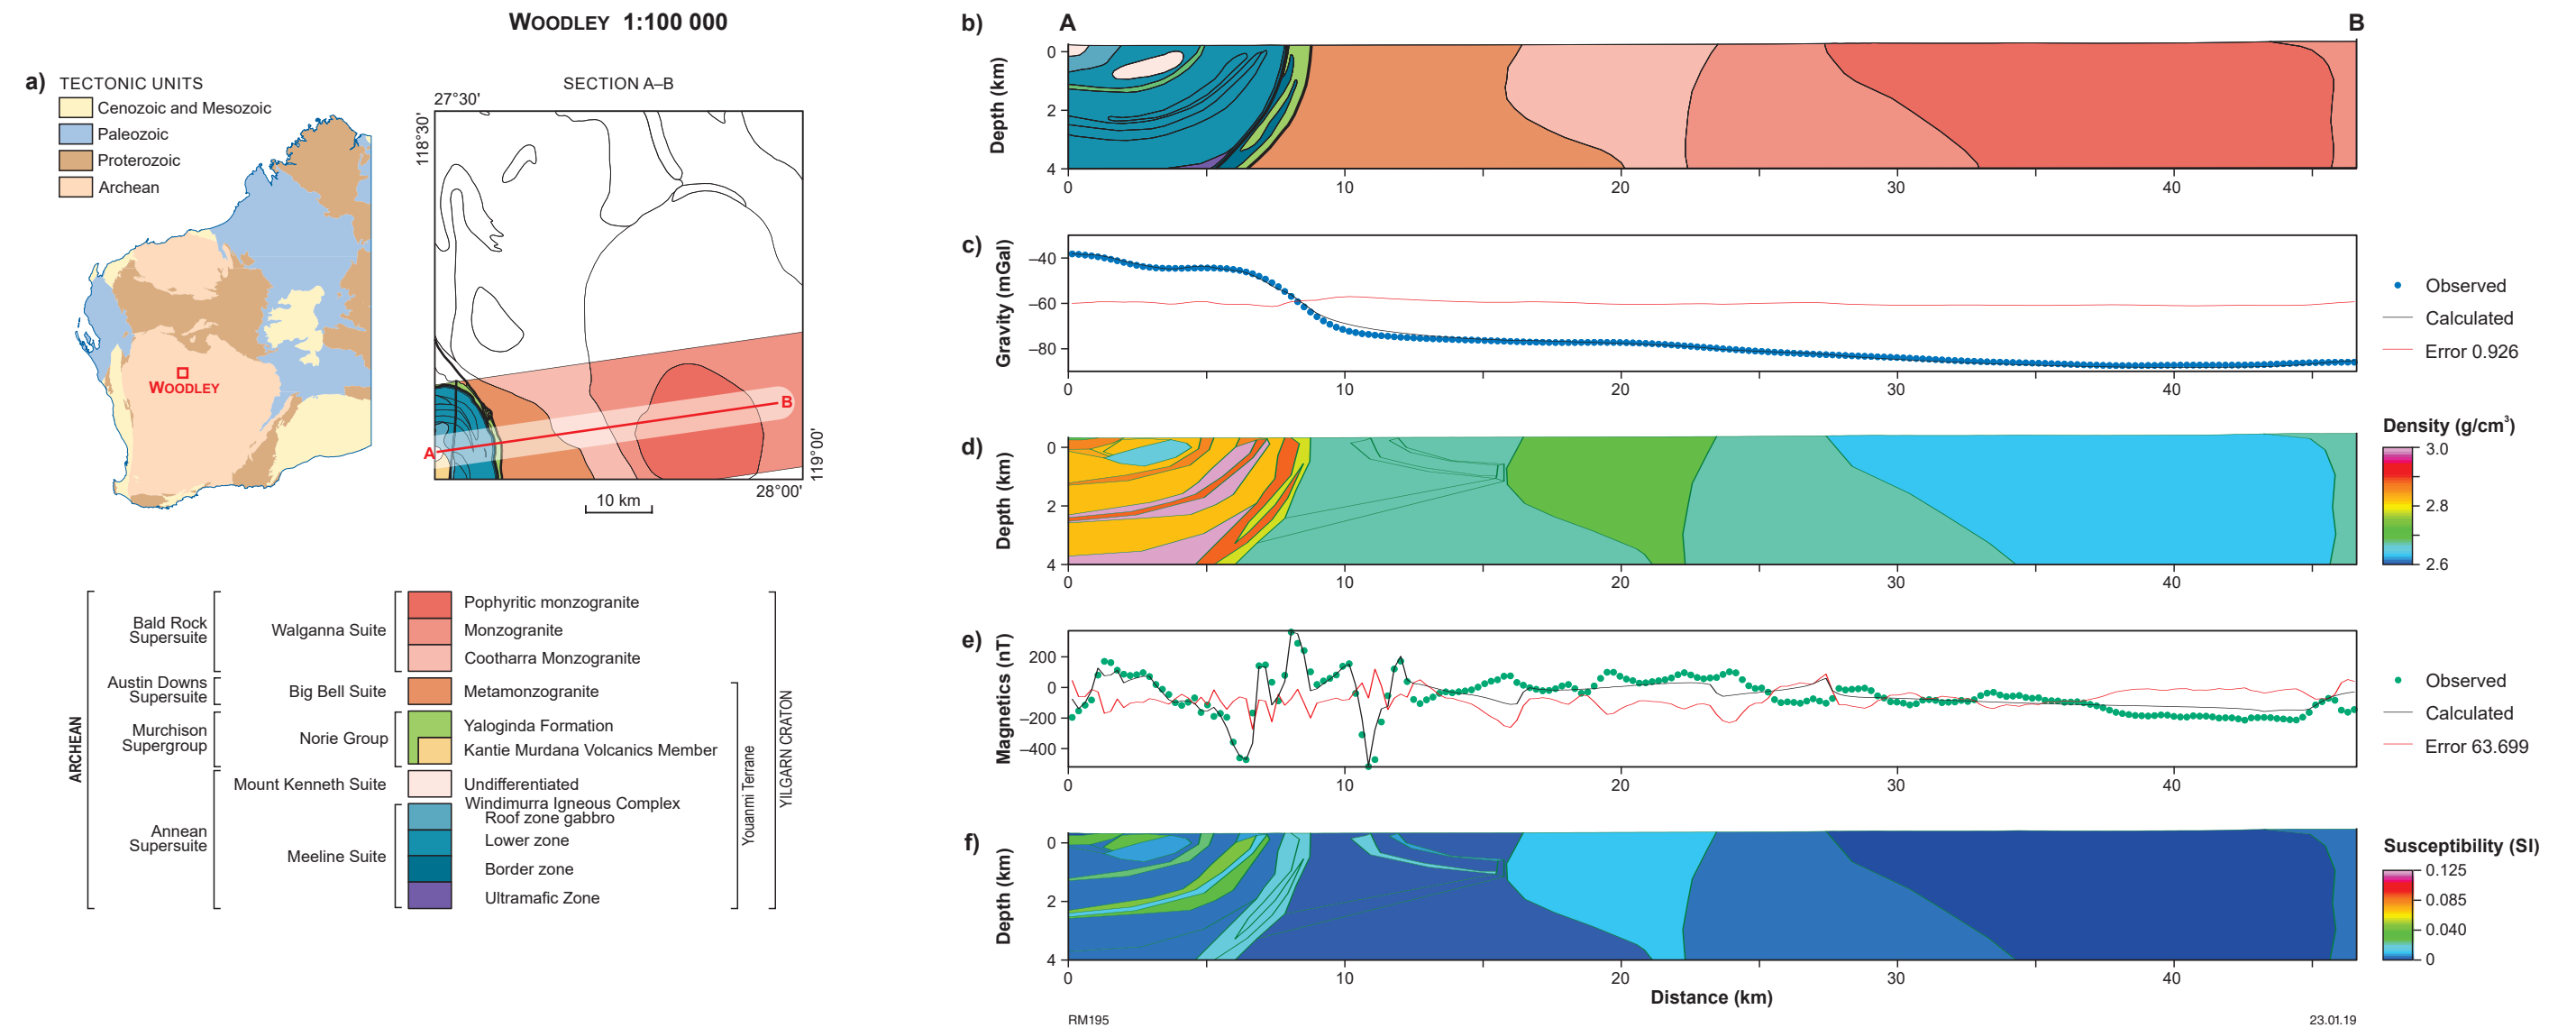 WOODLEY 1:100 000
a) TECTONIC UNITS
Cenozoic and Mesozoic
Paleozoic
Proterozoic
Archean
WOODLEY
SECTION A–B
27°30'
118°30'
A
B
119°00'
28°00'
10 km
ARCHEAN
Bald Rock
Supersuite
Austin Downs
Supersuite
Murchison
Supergroup
Annean
Supersuite
Walganna Suite
Big Bell Suite
Norie Group
Mount Kenneth Suite
Meeline Suite
Pophyritic monzogranite
Monzogranite
Cootharra Monzogranite
Metamonzogranite
Yaloginda Formation
Kantie Murdana Volcanics Member
Undifferentiated
Windimurra Igneous Complex
Roof zone gabbro
Lower zone
Border zone
Ultramafic Zone
Youanmi Terrane
YILGARN CRATON
b) A B
Depth (km)
0
2
4
0 10 20 30 40
c)
Gravity (mGal)
–40
–60
–80
0 10 20 30 40
Observed
Calculated
Error 0.926
d)
Depth (km)
0
2
4
0 10 20 30 40
Density (g/cm³)
3.0
2.8
2.6
e)
Magnetics (nT)
200
0
–200
–400
0 10 20 30 40
Observed
Calculated
Error 63.699
f)
Depth (km)
0
2
4
0 10 20 30 40
Distance (km)
Susceptibility (SI)
0.125
0.085
0.040
0
RM195
23.01.19